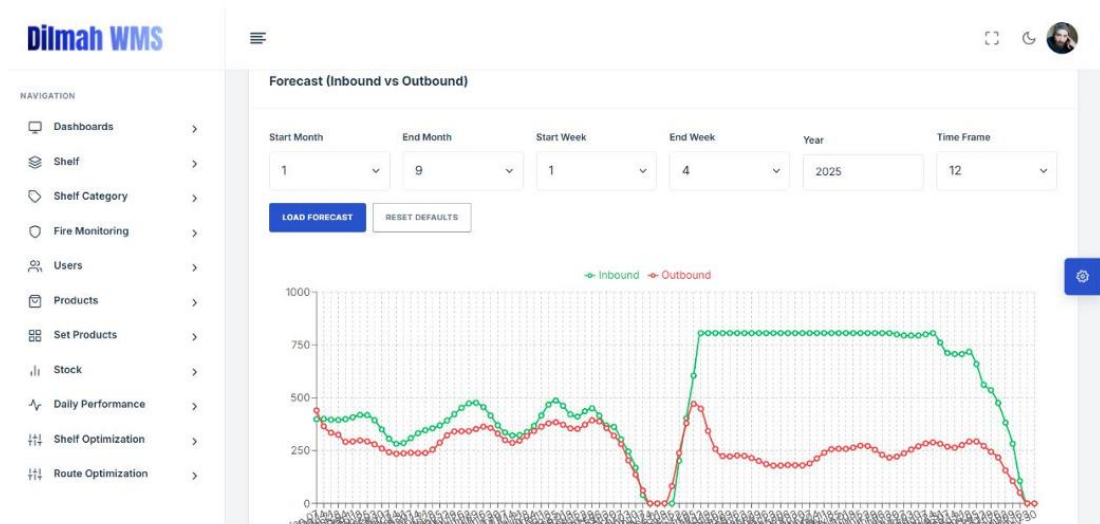 Dilmah WMS
NAVIGATION
Dashboards
Shelf
Shelf Category
Fire Monitoring
Users
Products
Set Products
Stock
Daily Performance
Shelf Optimization
Route Optimization
Forecast (Inbound vs Outbound)
Start Month End Month Start Week End Week Year Time Frame
1 9 1 4 2025 12
LOAD FORECAST RESET DEFAULTS
Inbound Outbound
1000
750
500
250
0